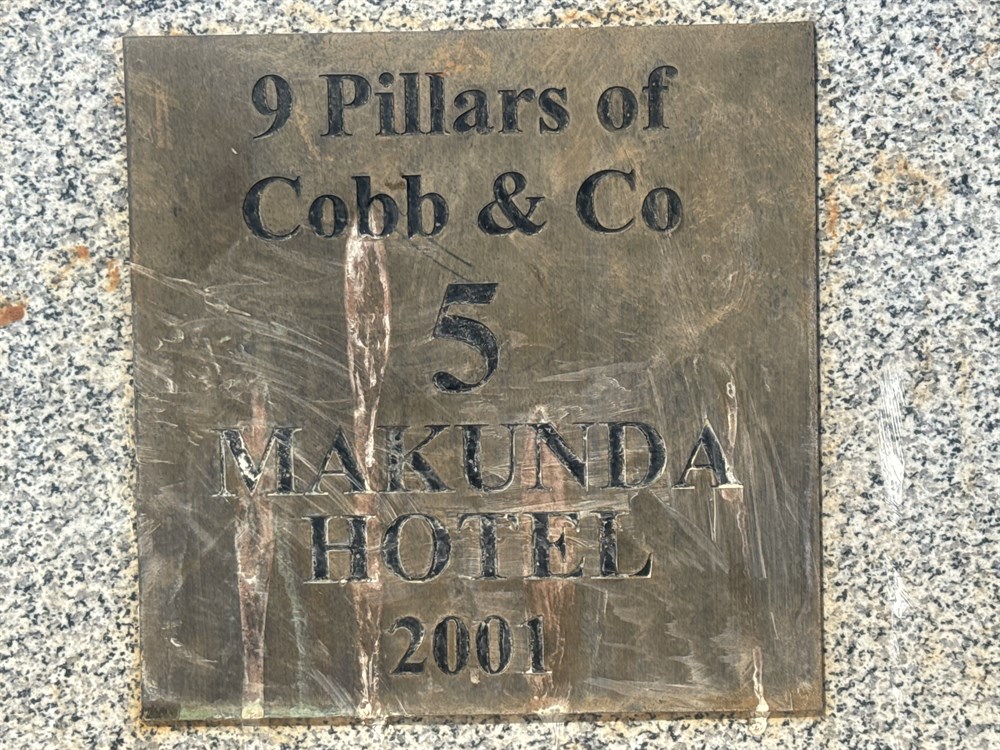 9 Pillars of
Cobb & Co
5
MAKUNDA
HOTEL
2001